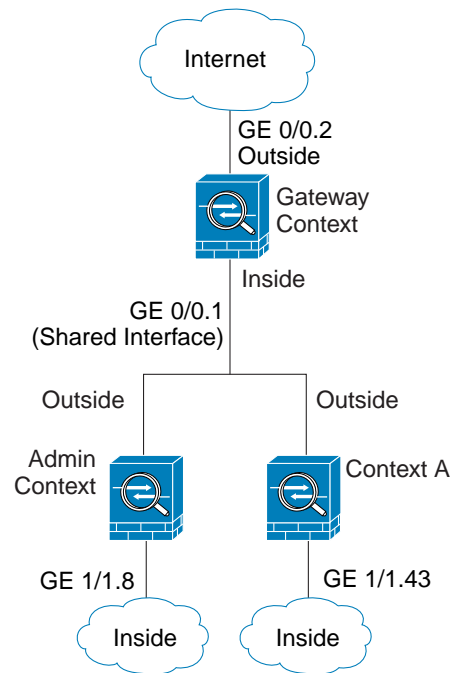 Internet
GE 0/0.2
Outside
Gateway
Context
Inside
GE 0/0.1
(Shared Interface)
Outside
Outside
Admin
Context
Context A
GE 1/1.8
GE 1/1.43
Inside
Inside